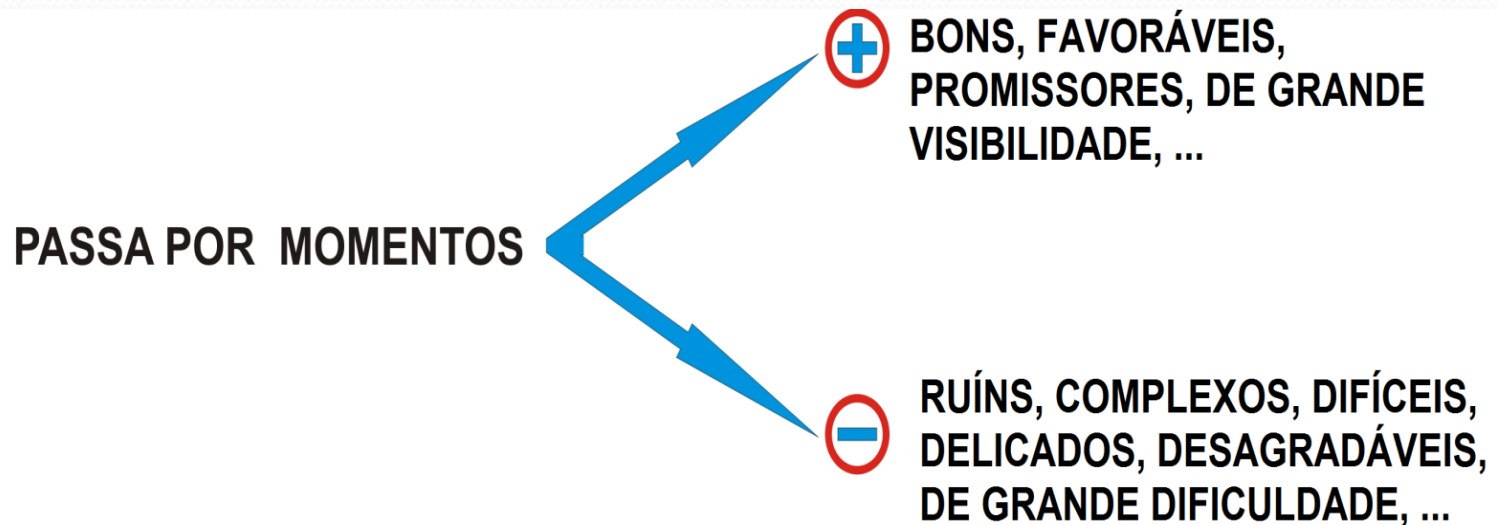 BONS, FAVORÁVEIS,
PROMISSORES, DE GRANDE
VISIBILIDADE, ...
PASSA POR MOMENTOS
RUÍNS, COMPLEXOS, DIFÍCEIS,
DELICADOS, DESAGRADÁVEIS,
DE GRANDE DIFICULDADE, ...